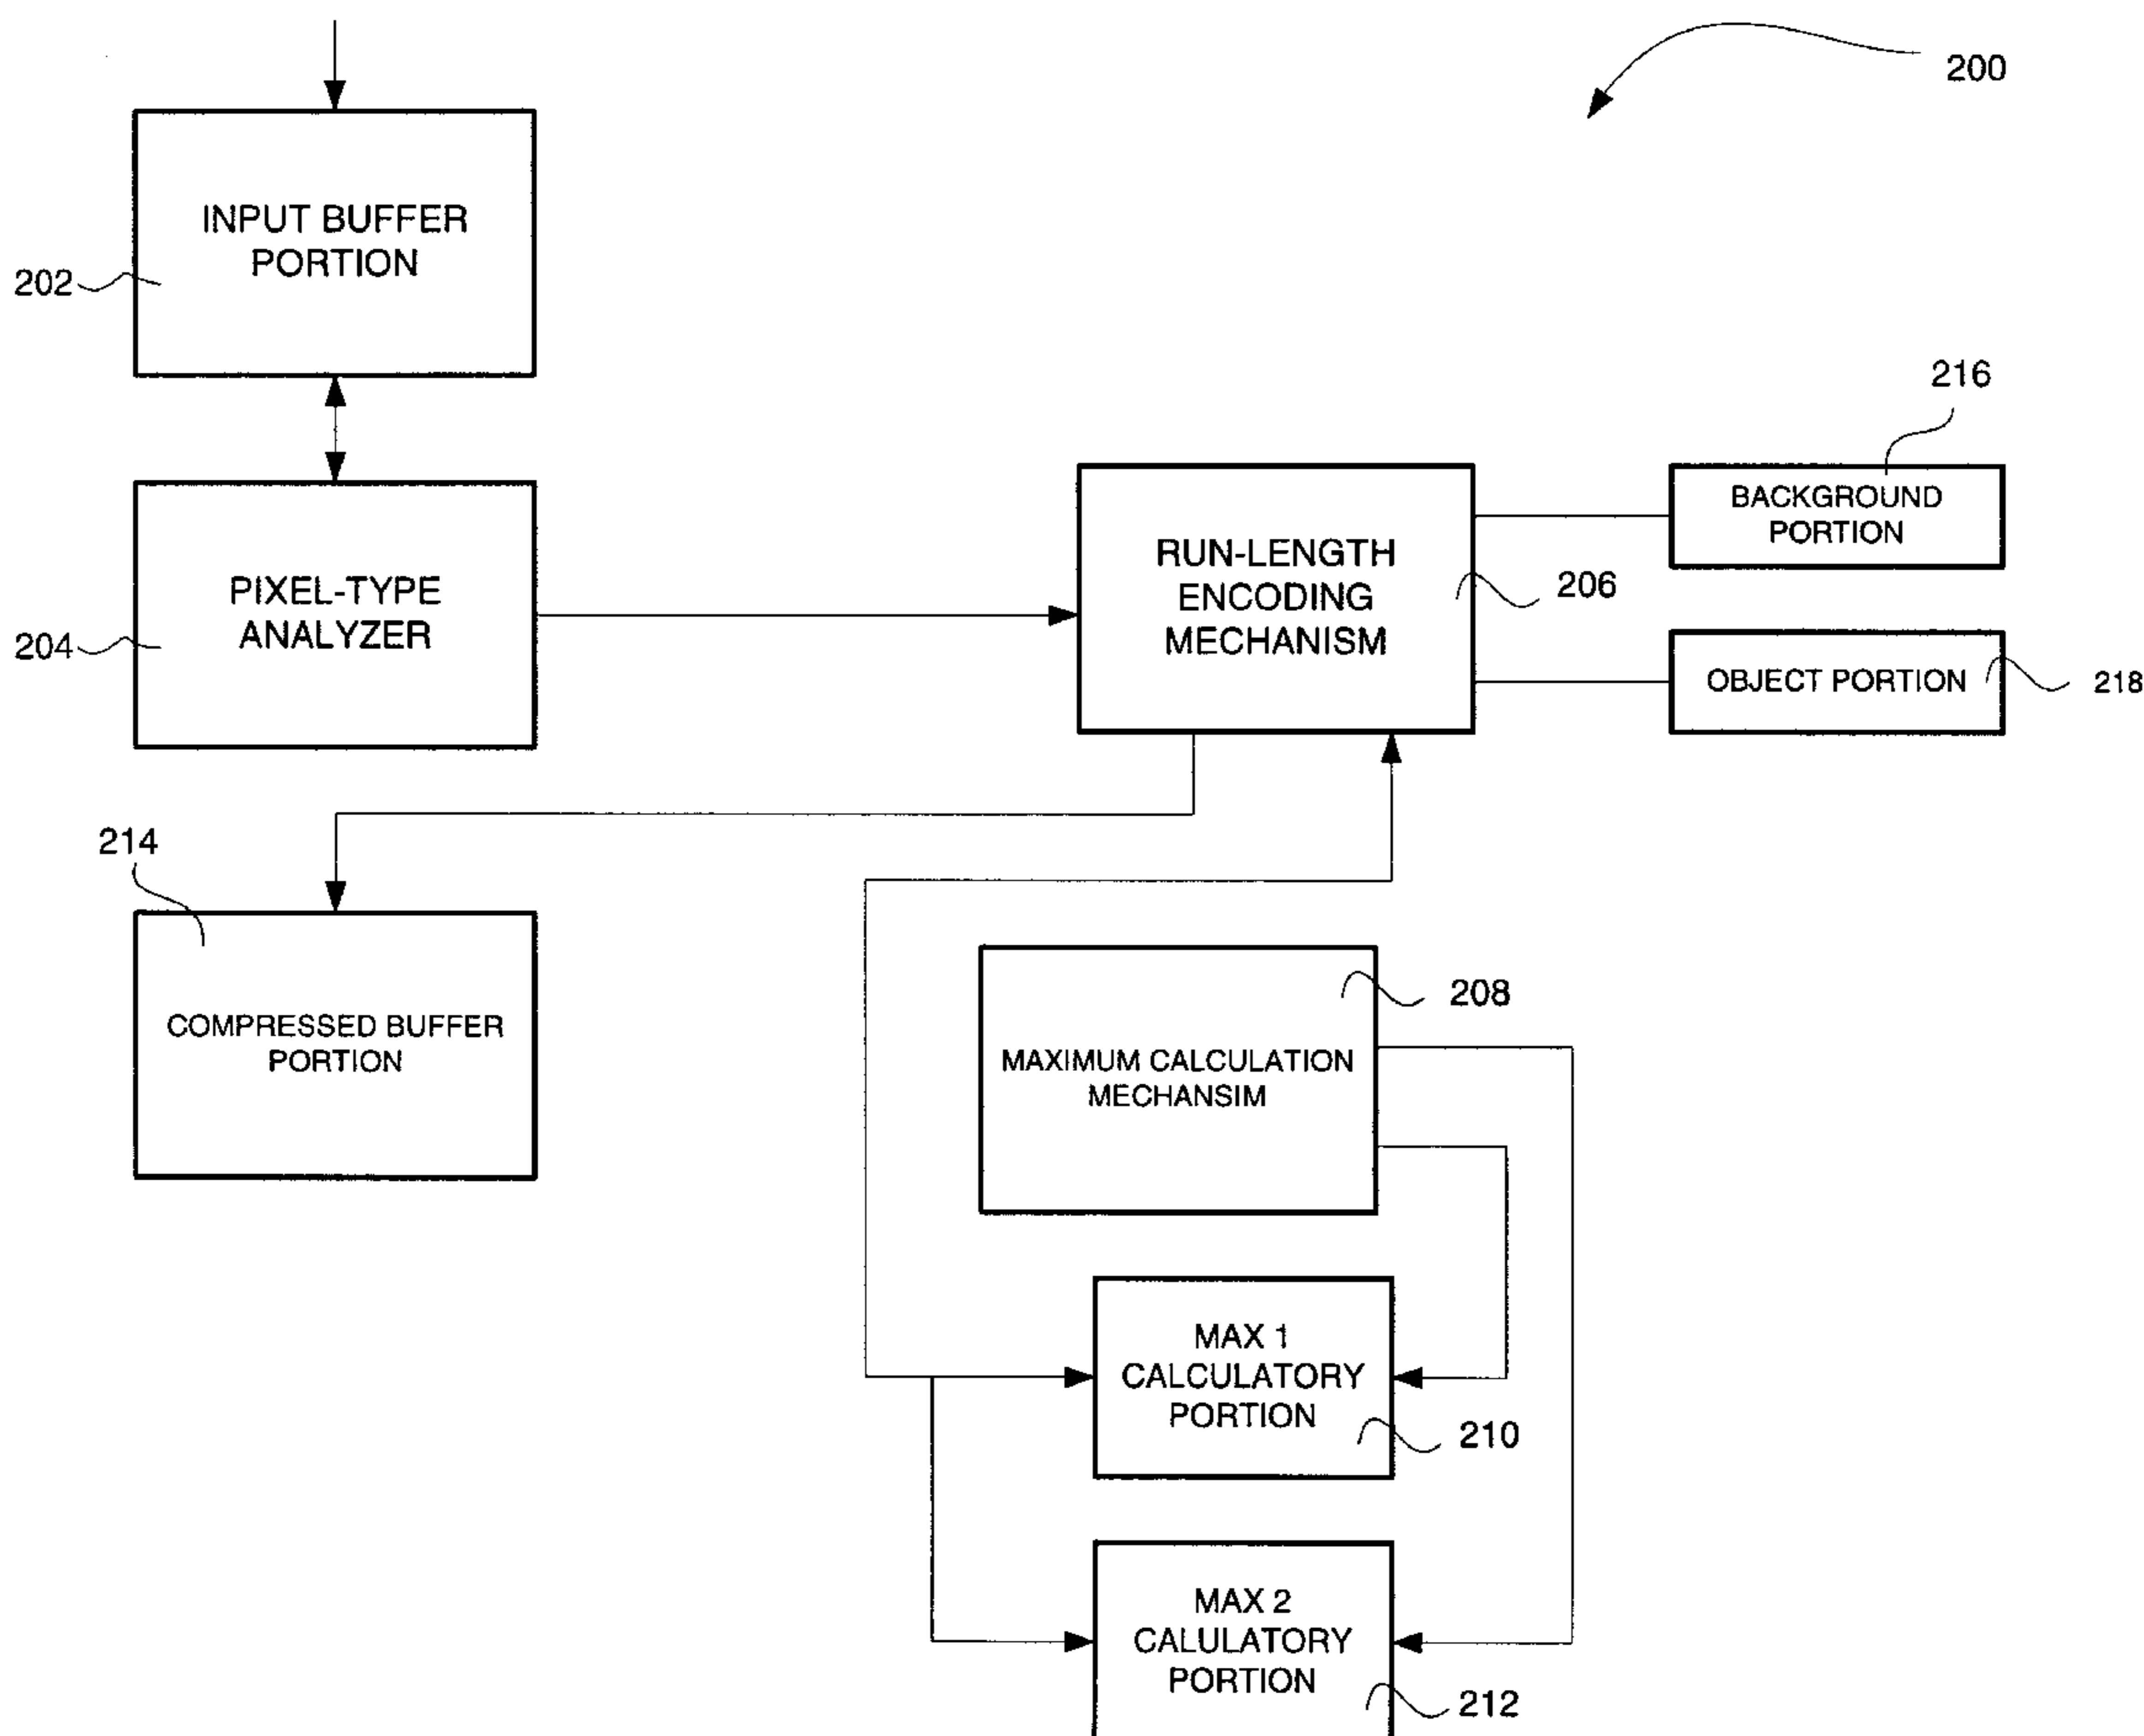 200
INPUT BUFFER
PORTION
202
216
BACKGROUND
PORTION
RUN-LENGTH
ENCODING
MECHANISM
206
PIXEL-TYPE
ANALYZER
204
OBJECT PORTION
218
214
COMPRESSED BUFFER
PORTION
208
MAXIMUM CALCULATION
MECHANSIM
MAX 1
CALCULATORY
PORTION
210
MAX 2
CALULATORY
PORTION
212